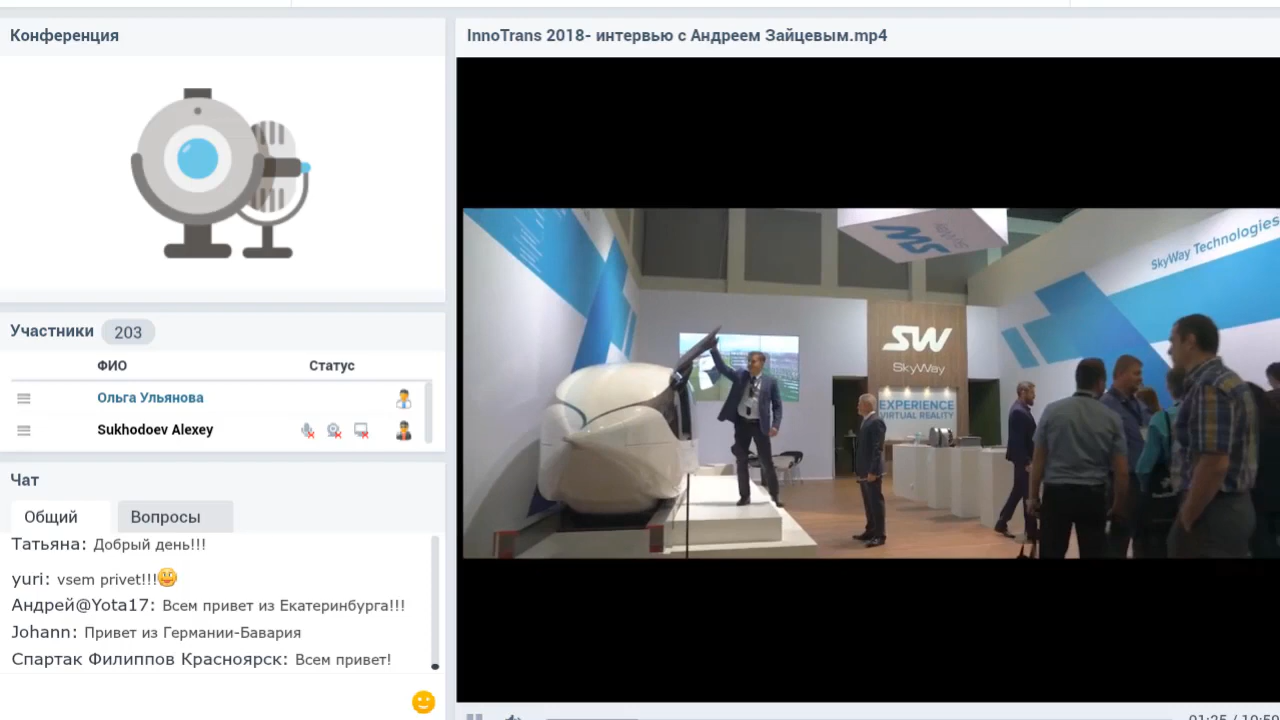 Конференция
InnoTrans 2018- интервью с Андреем Зайцевым.mp4
SkyWay Technologies
SW
SkyWay
EXPERIENCE
VIRTUAL REALITY
Участники 203
ФИО Статус
Ольга Ульянова
Sukhodoev Alexey
Чат
Общий Вопросы
Татьяна: Добрый день!!!
yuri: vsem privet!!!
Андрей@Yota17: Всем привет из Екатеринбурга!!!
Johann: Привет из Германии-Бавария
Спартак Филиппов Красноярск: Всем привет!